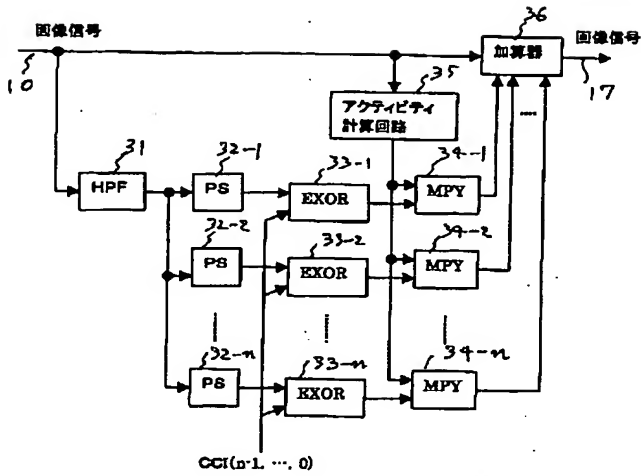 画像信号
10
36
加算器
画像信号
17
35
アクティビティ
計算回路
31
HPF
32-1
PS
33-1
EXOR
34-1
MPY
32-2
PS
33-2
EXOR
34-2
MPY
32-n
PS
33-n
EXOR
34-n
MPY
CCI(n-1, …, 0)